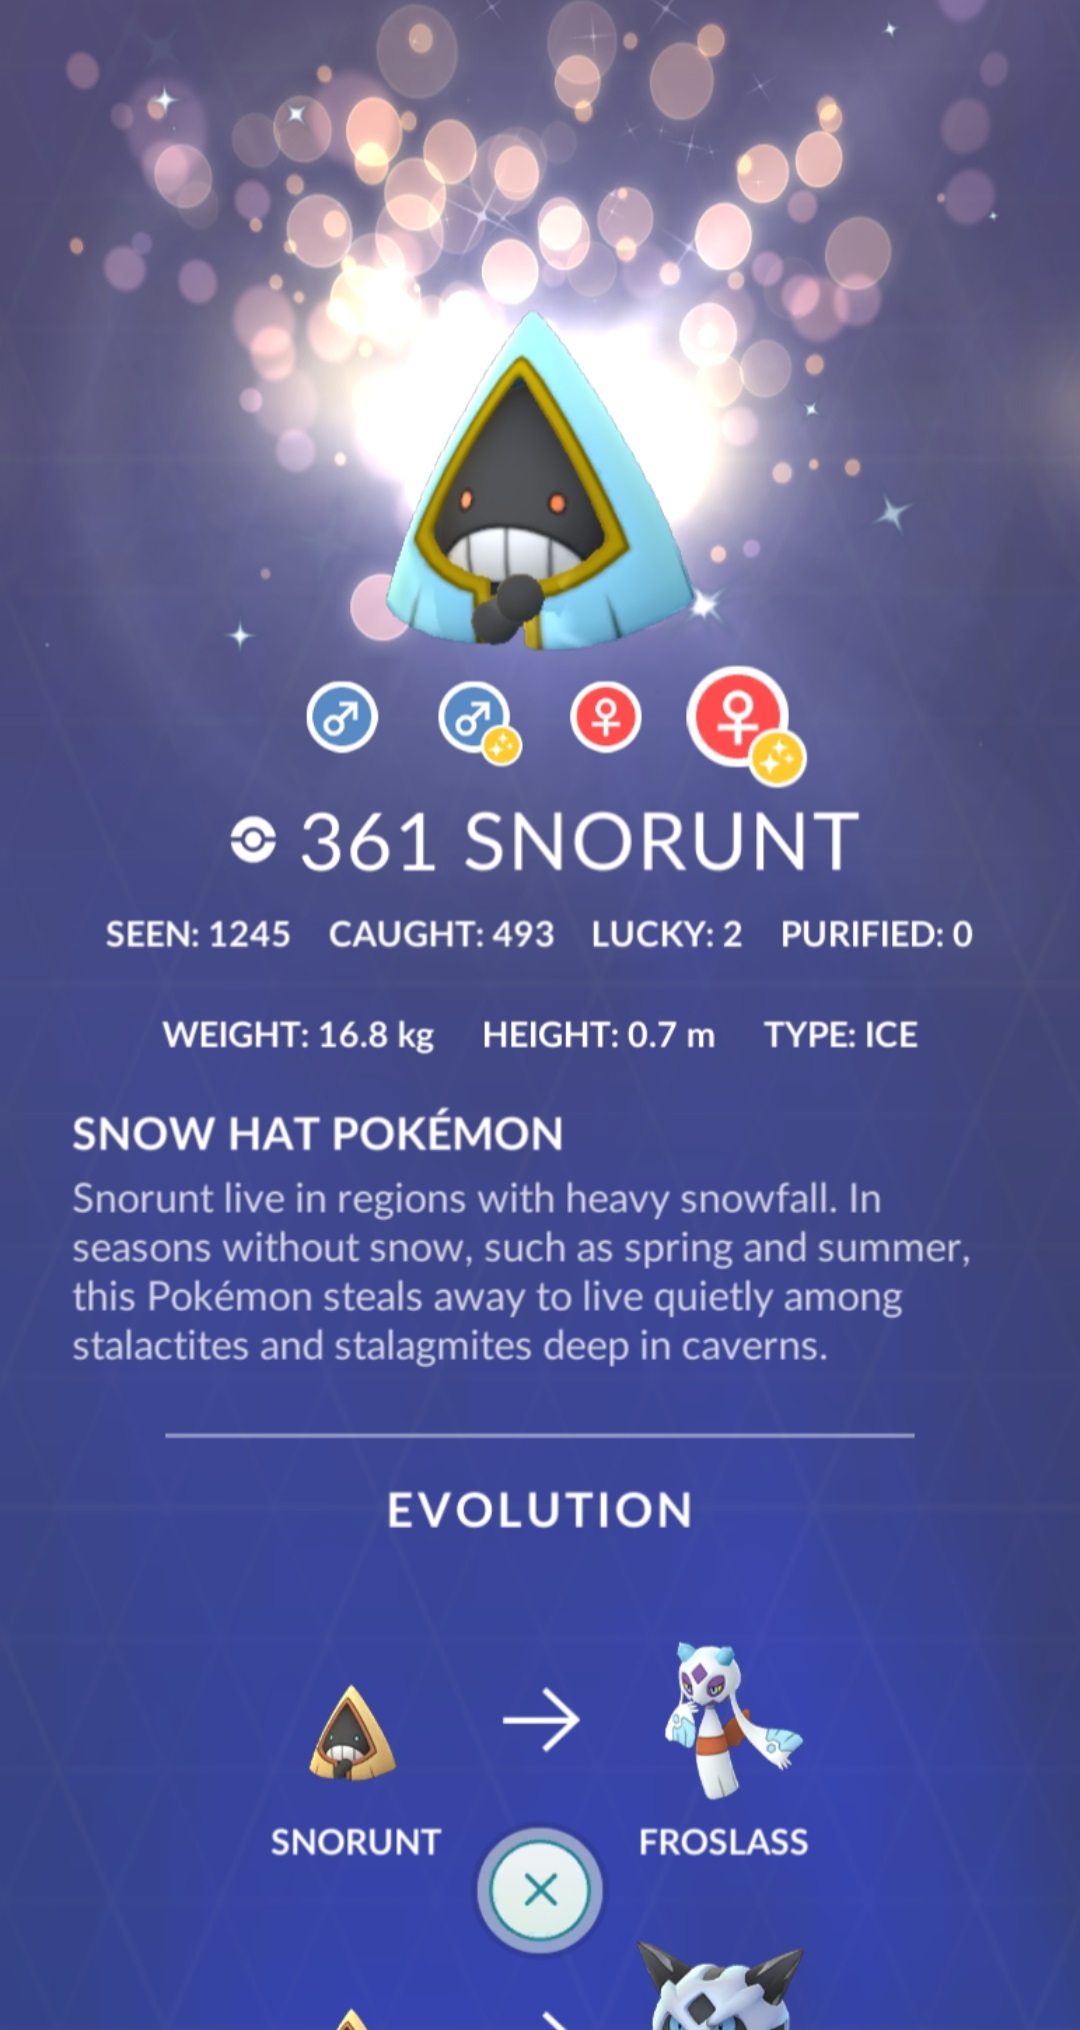 361 SNORUNT
SEEN: 1245 CAUGHT: 493 LUCKY: 2 PURIFIED: 0
WEIGHT: 16.8 kg HEIGHT: 0.7 m TYPE: ICE
SNOW HAT POKÉMON
Snorunt live in regions with heavy snowfall. In
seasons without snow, such as spring and summer,
this Pokémon steals away to live quietly among
stalactites and stalagmites deep in caverns.
EVOLUTION
SNORUNT FROSLASS